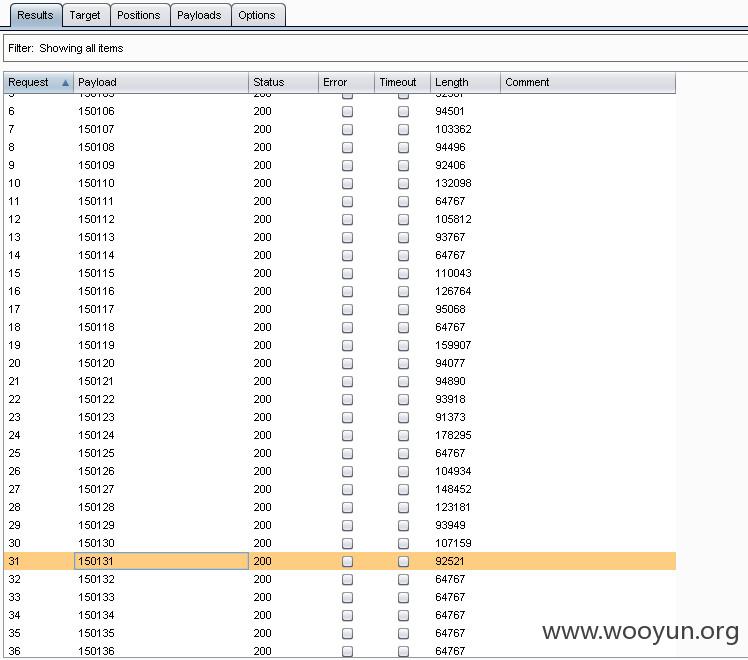 Results Target Positions Payloads Options
Filter: Showing all items
Request Payload Status Error Timeout Length Comment
6 150106 200 94501
7 150107 200 103362
8 150108 200 94496
9 150109 200 92406
10 150110 200 132098
11 150111 200 64767
12 150112 200 105812
13 150113 200 93767
14 150114 200 64767
15 150115 200 110043
16 150116 200 126764
17 150117 200 95068
18 150118 200 64767
19 150119 200 159907
20 150120 200 94077
21 150121 200 94890
22 150122 200 93918
23 150123 200 91373
24 150124 200 178295
25 150125 200 64767
26 150126 200 104934
27 150127 200 148452
28 150128 200 123181
29 150129 200 93949
30 150130 200 107159
31 150131 200 92521
32 150132 200 64767
33 150133 200 64767
34 150134 200 64767
35 150135 200 64767
36 150136 200 64767
www.wooyun.org